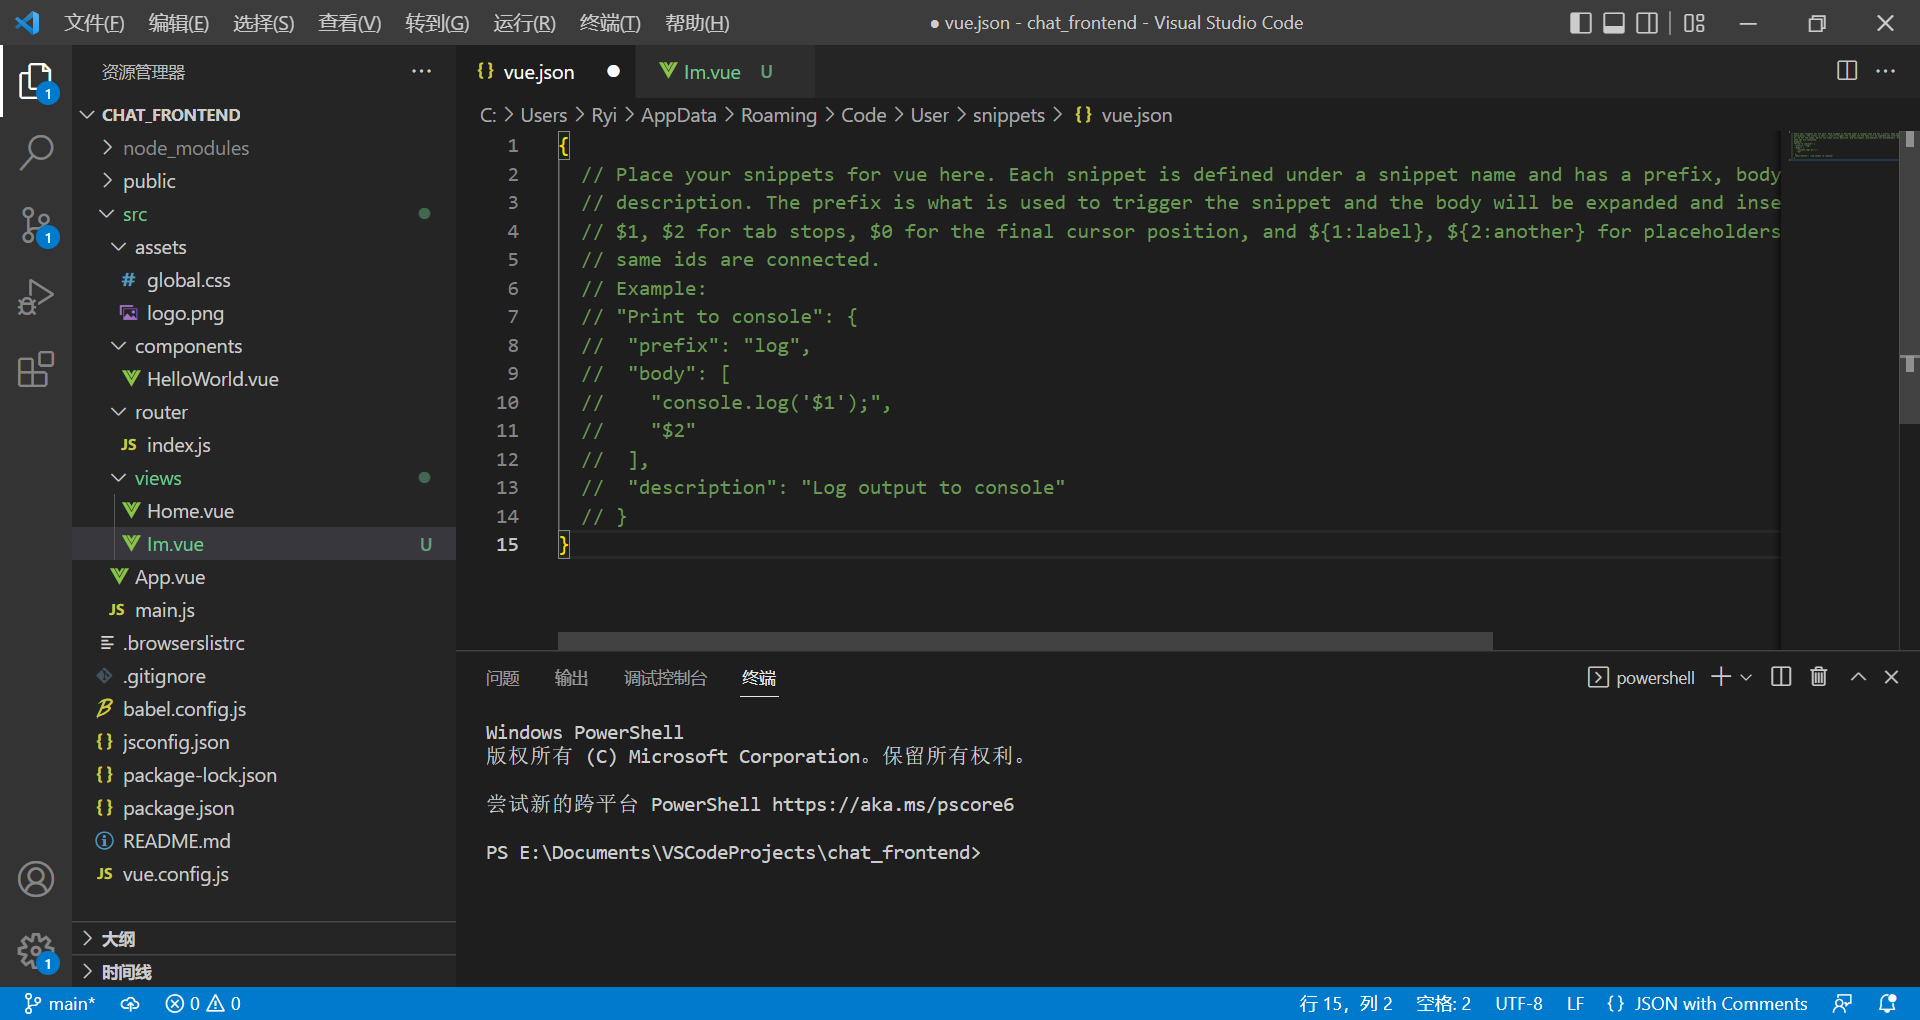 文件(F) 编辑(E) 选择(S) 查看(V) 转到(G) 运行(R) 终端(T) 帮助(H) ● vue.json - chat_frontend - Visual Studio Code
资源管理器
CHAT_FRONTEND
node_modules
public
src
assets
# global.css
logo.png
components
HelloWorld.vue
router
JS index.js
views
Home.vue
Im.vue U
App.vue
JS main.js
.browserslistrc
.gitignore
babel.config.js
{} jsconfig.json
{} package-lock.json
{} package.json
README.md
JS vue.config.js
大纲
时间线
1
1
1
{} vue.json ● Im.vue U
C: > Users > Ryi > AppData > Roaming > Code > User > snippets > {} vue.json
1 {
2 // Place your snippets for vue here. Each snippet is defined under a snippet name and has a prefix, body
3 // description. The prefix is what is used to trigger the snippet and the body will be expanded and inse
4 // $1, $2 for tab stops, $0 for the final cursor position, and ${1:label}, ${2:another} for placeholders
5 // same ids are connected.
6 // Example:
7 // "Print to console": {
8 // "prefix": "log",
9 // "body": [
10 // "console.log('$1');",
11 // "$2"
12 // ],
13 // "description": "Log output to console"
14 // }
15 }
问题 输出 调试控制台 终端 powershell
Windows PowerShell
版权所有 (C) Microsoft Corporation。保留所有权利。
尝试新的跨平台 PowerShell https://aka.ms/pscore6
PS E:\Documents\VSCodeProjects\chat_frontend>
main* 0 0 行 15，列 2 空格: 2 UTF-8 LF {} JSON with Comments